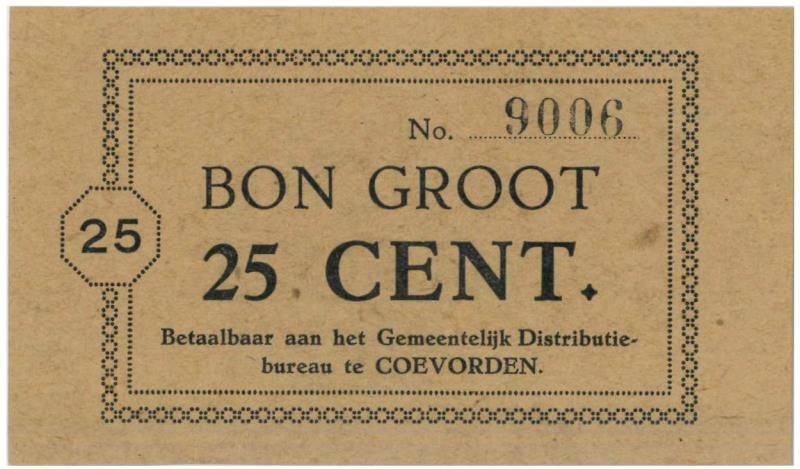 No. 9006
BON GROOT
25 CENT.
25
Betaalbaar aan het Gemeentelijk Distributie-
bureau te COEVORDEN.